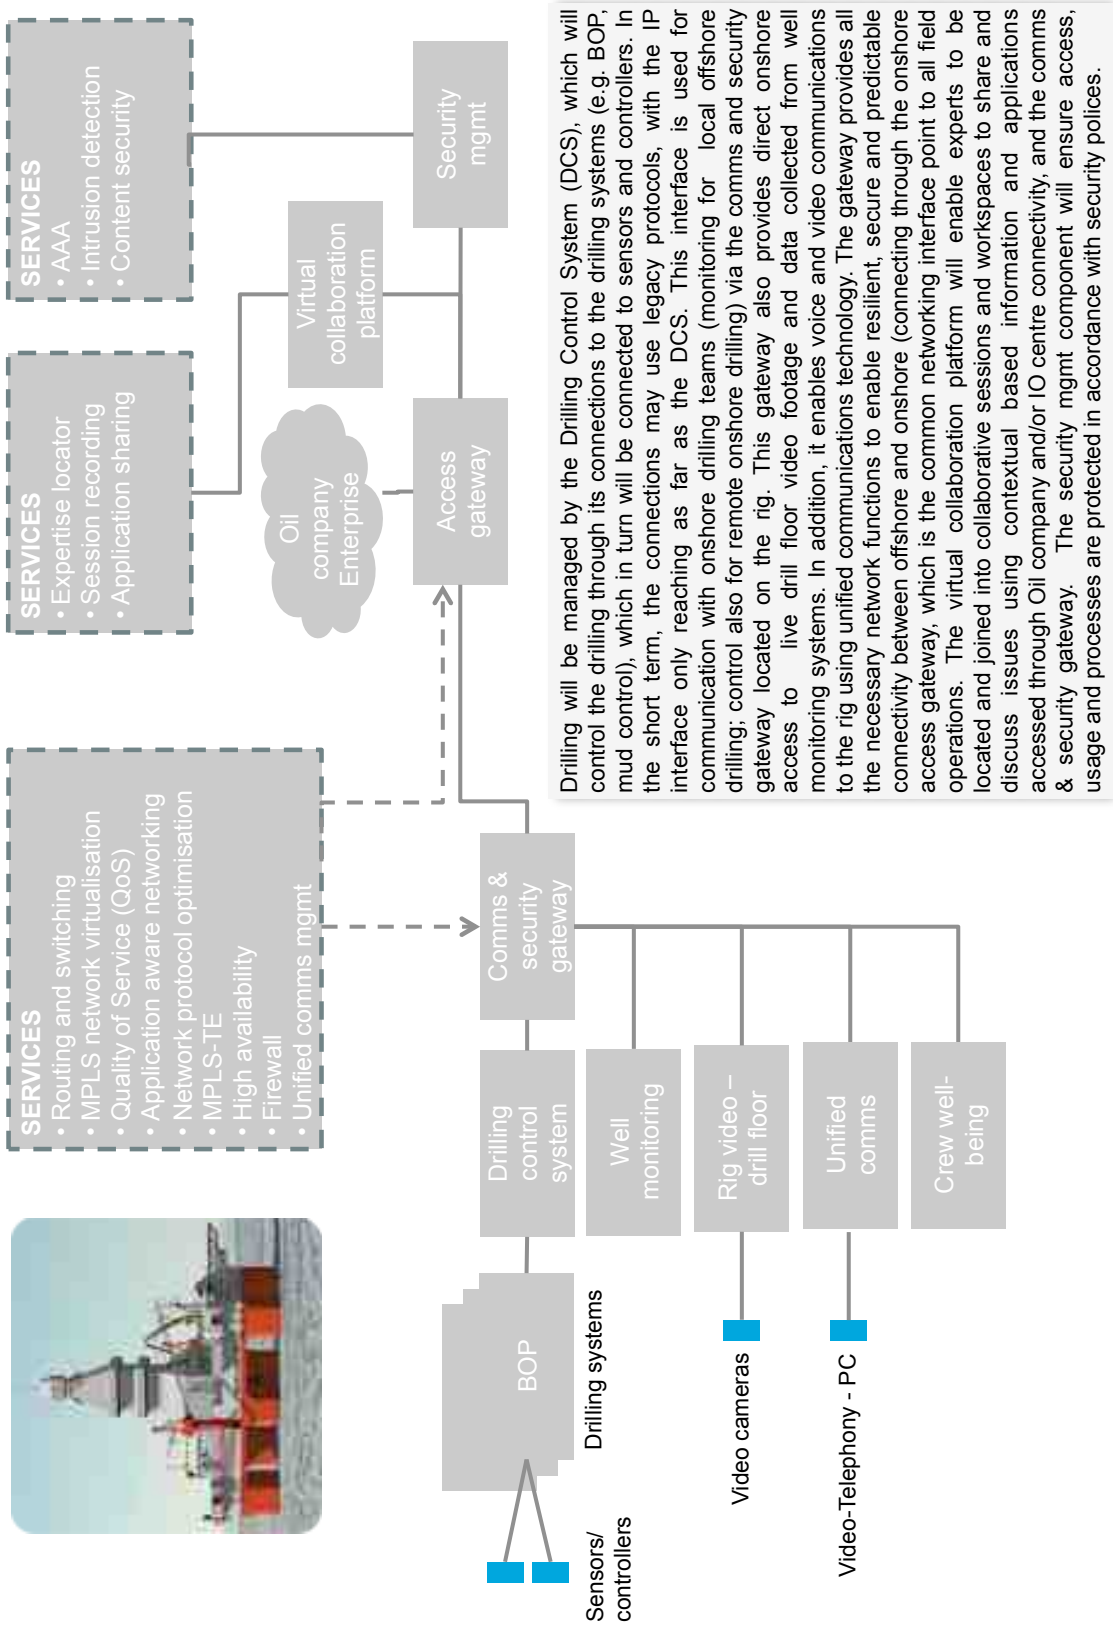 SERVICES
• Routing and switching
• MPLS network virtualisation
• Quality of Service (QoS)
• Application aware networking
• Network protocol optimisation
• MPLS-TE
• High availability
• Firewall
• Unified comms mgmt
SERVICES
• Expertise locator
• Session recording
• Application sharing
SERVICES
• AAA
• Intrusion detection
• Content security
Oil
company
Enterprise
Virtual
collaboration
platform
Access
gateway
Security
mgmt
Comms &
security
gateway
Drilling
control
system
BOP
Drilling systems
Sensors/
controllers
Well
monitoring
Rig video –
drill floor
Video cameras
Unified
comms
Video-Telephony - PC
Crew well-
being
Drilling will be managed by the Drilling Control System (DCS), which will
control the drilling through its connections to the drilling systems (e.g. BOP,
mud control), which in turn will be connected to sensors and controllers. In
the short term, the connections may use legacy protocols, with the IP
interface only reaching as far as the DCS. This interface is used for
communication with onshore drilling teams (monitoring for local offshore
drilling; control also for remote onshore drilling) via the comms and security
gateway located on the rig. This gateway also provides direct onshore
access to live drill floor video footage and data collected from well
monitoring systems. In addition, it enables voice and video communications
to the rig using unified communications technology. The gateway provides all
the necessary network functions to enable resilient, secure and predictable
connectivity between offshore and onshore (connecting through the onshore
access gateway, which is the common networking interface point to all field
operations. The virtual collaboration platform will enable experts to be
located and joined into collaborative sessions and workspaces to share and
discuss issues using contextual based information and applications
accessed through Oil company and/or IO centre connectivity, and the comms
& security gateway. The security mgmt component will ensure access,
usage and processes are protected in accordance with security polices.